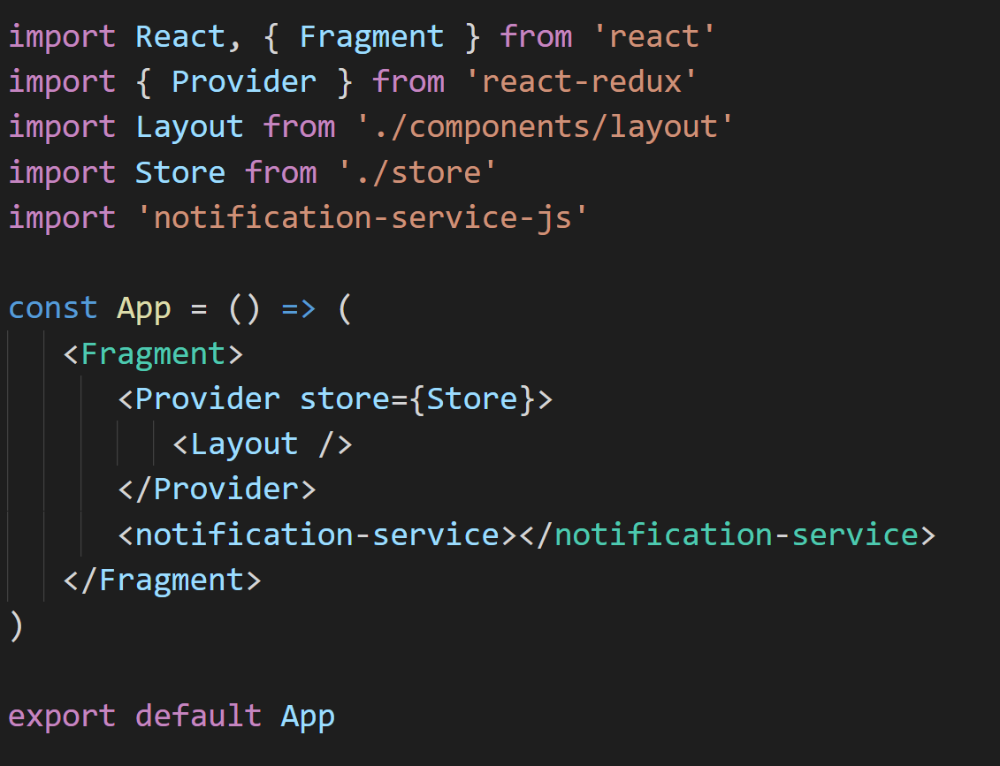 import React, { Fragment } from 'react'
import { Provider } from 'react-redux'
import Layout from './components/layout'
import Store from './store'
import 'notification-service-js'

const App = () => (
   <Fragment>
      <Provider store={Store}>
         <Layout />
      </Provider>
      <notification-service></notification-service>
   </Fragment>
)

export default App